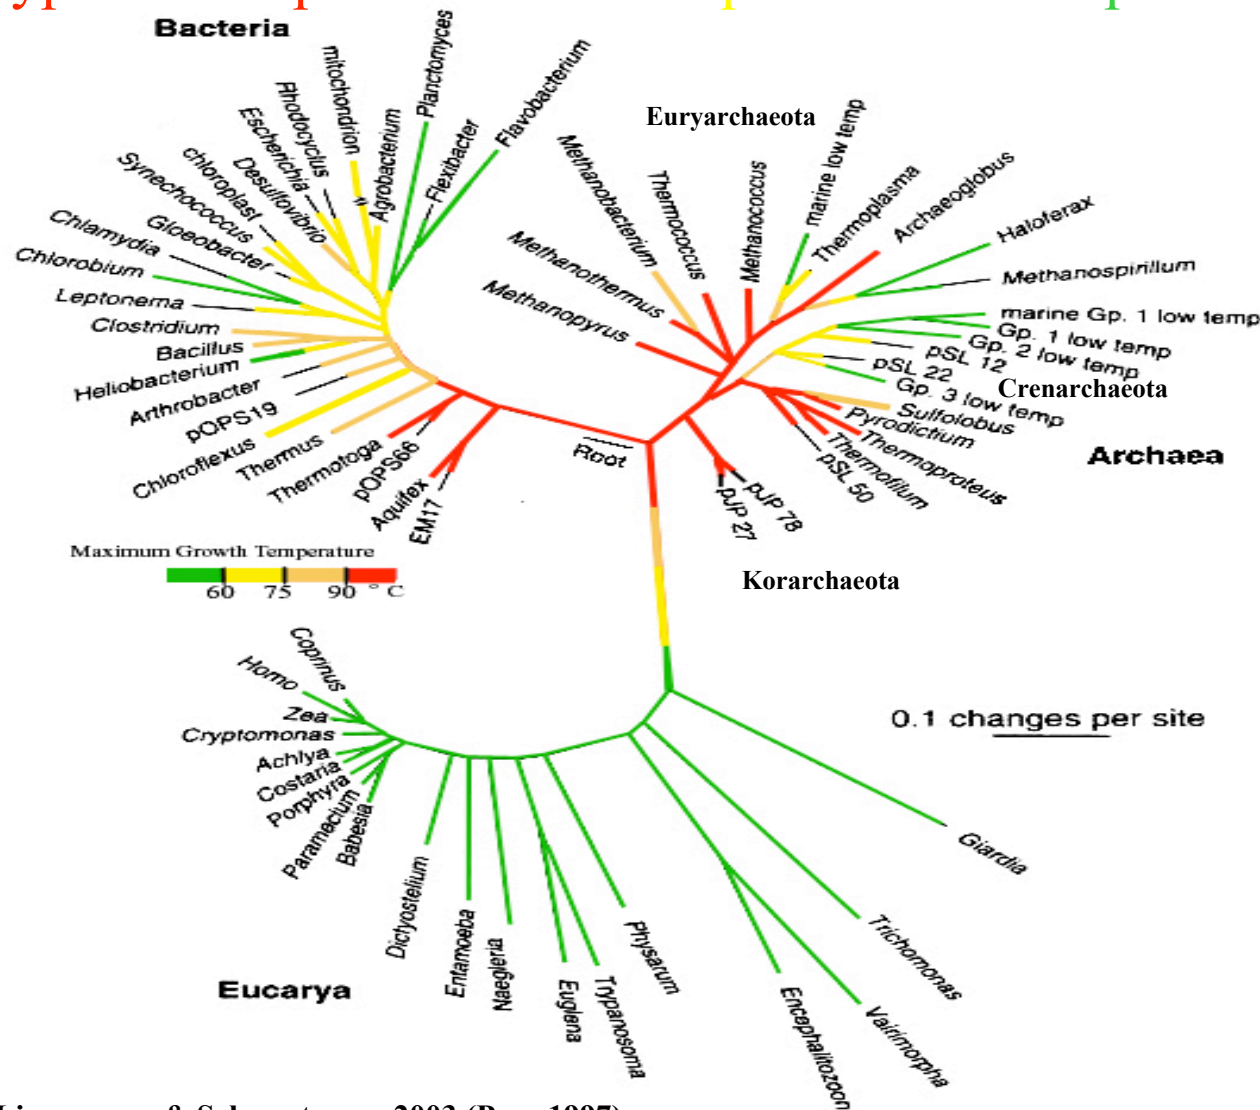 Bacteria
Planctomyces
Flavobacterium
mitochondrion
Rhodocyclus
Escherichia
Agrobacterium
Flexibacter
Desulfovibrio
chloroplast
Synechococcus
Gloeobacter
Chlamydia
Chlorobium
Leptonema
Clostridium
Bacillus
Heliobacterium
Arthrobacter
pOPS19
Chloroflexus
Thermus
Thermotoga
pOPS66
Aquifex
EM17
Root
Euryarchaeota
Methanobacterium
Thermococcus
Methanococcus
marine low temp
Thermoplasma
Archaeoglobus
Haloferax
Methanothermus
Methanopyrus
Methanospirillum
marine Gp. 1 low temp
Gp. 1 low temp
Gp. 2 low temp
pSL 12
pSL 22
Gp. 3 low temp
Crenarchaeota
Sulfolobus
Pyrodictium
Thermoproteus
Thermofilum
pSL 50
Archaea
pJP 78
pJP 27
Korarchaeota
Maximum Growth Temperature
60 75 90 ° C
Coprinus
Homo
Zea
Cryptomonas
Achlya
Costaria
Porphyra
Paramecium
Babesia
Dictyostelium
Entamoeba
Naegleria
Euglena
Trypanosoma
Physarum
Encephalitozoon
Vairimorpha
Trichomonas
Giardia
0.1 changes per site
Eucarya